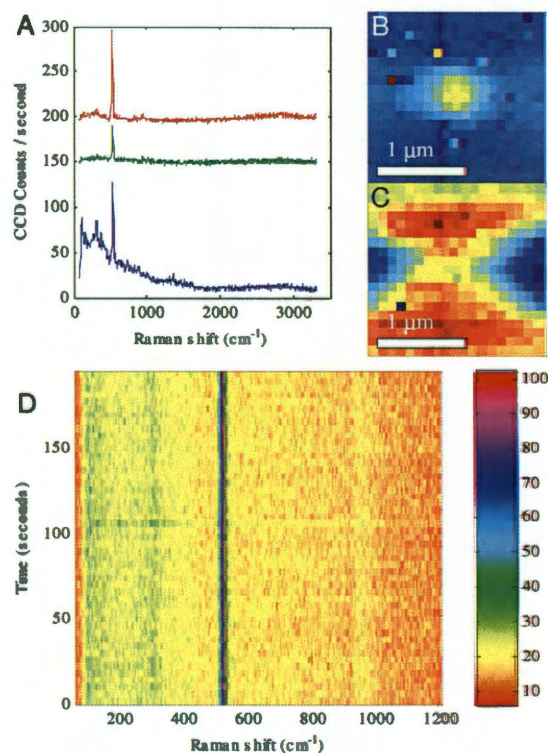 A
CCD Counts / second
300
250
200
150
100
50
0
0 1000 2000 3000
Raman shift (cm-1)
B
1 µm
C
1 µm
D
Time (seconds)
150
100
50
0
200 400 600 800 1000 1200
Raman shift (cm-1)
100
90
80
70
60
50
40
30
20
10